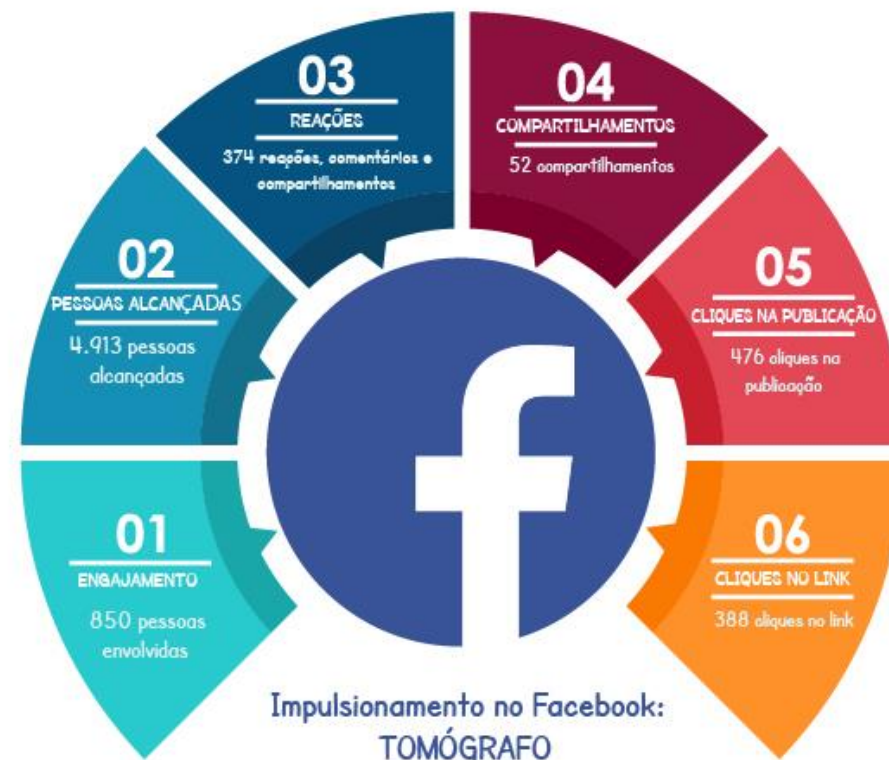 01
ENGAJAMENTO
850 pessoas
envolvidas
02
PESSOAS ALCANÇADAS
4.913 pessoas
alcançadas
03
REAÇÕES
374 reações, comentários e
compartilhamentos
04
COMPARTILHAMENTOS
52 compartilhamentos
05
CLIQUES NA PUBLICAÇÃO
476 cliques na
publicação
06
CLIQUES NO LINK
388 cliques no link
f
Impulsionamento no Facebook:
TOMÓGRAFO